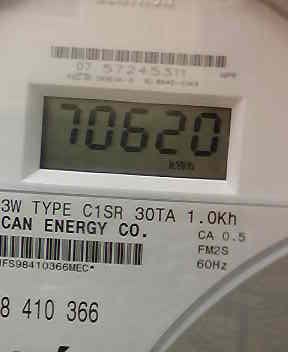 07 57245311
70620
kWh
3W TYPE C1SR 30TA 1.0Kh
CAN ENERGY CO.
CA 0.5
FM2S
60Hz
IFS98410366MEC*
8 410 366